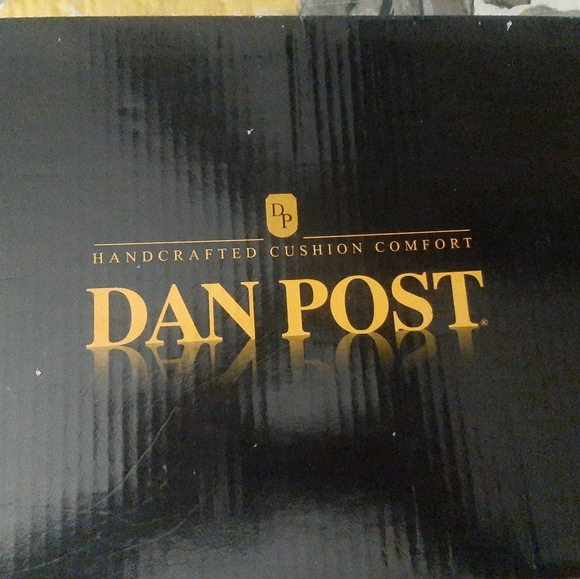 DP
HANDCRAFTED CUSHION COMFORT
DAN POST®